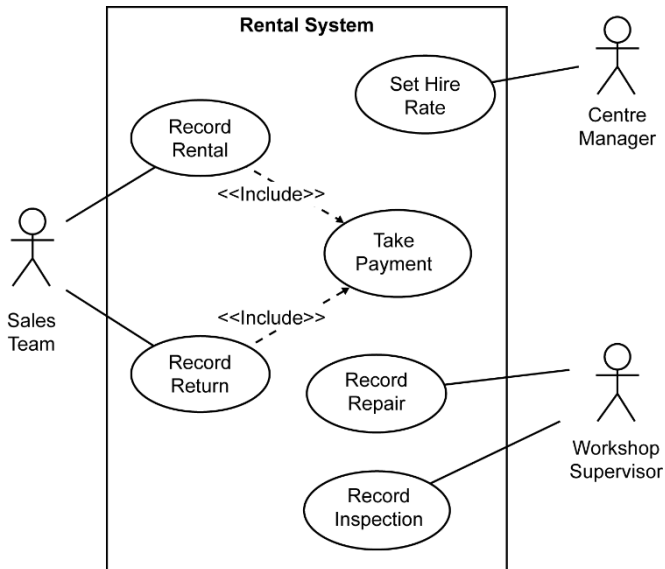 Rental System
Set Hire
Rate
Centre
Manager
Record
Rental
<<Include>>
Take
Payment
Sales
Team
<<Include>>
Record
Return
Record
Repair
Workshop
Supervisor
Record
Inspection